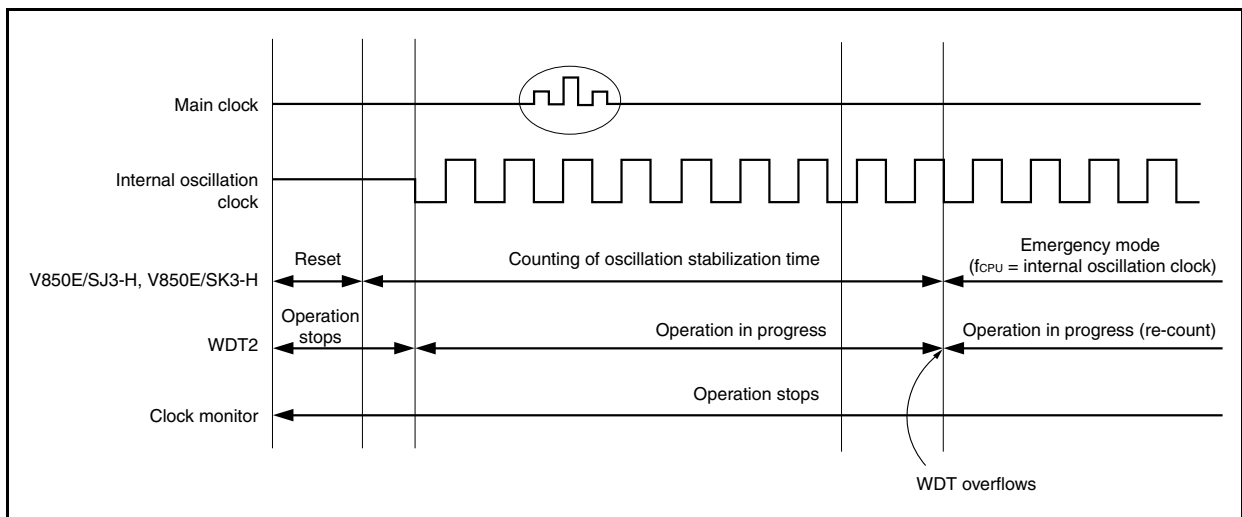 Main clock
Internal oscillation
clock
Reset
Counting of oscillation stabilization time
Emergency mode
(fCPU = internal oscillation clock)
V850E/SJ3-H, V850E/SK3-H
Operation
stops
Operation in progress
Operation in progress (re-count)
WDT2
Operation stops
Clock monitor
WDT overflows